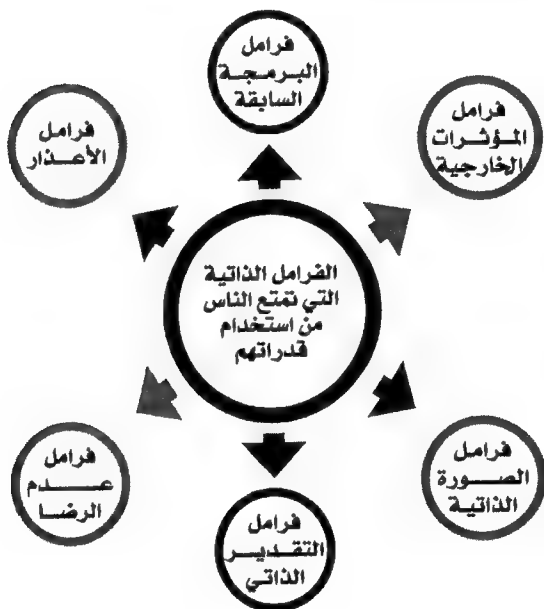 فرامل
البرمجة
السابقة
فرامل
المؤثرات
الخارجية
فرامل
الأعذار
الفرامل الذاتية
التي تمتع الناس
من استخدام
قدراتهم
فرامل
الصورة
الذاتية
فرامل
عدم
الرضا
فرامل
التقدير
الذاتي